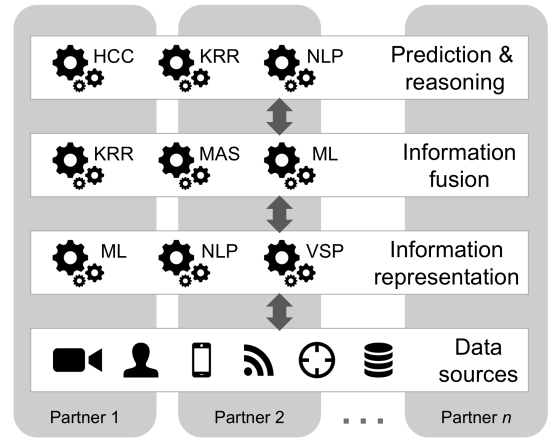 HCC KRR NLP Prediction &
reasoning
KRR MAS ML Information
fusion
ML NLP VSP Information
representation
Data
sources
Partner 1 Partner 2 ... Partner n